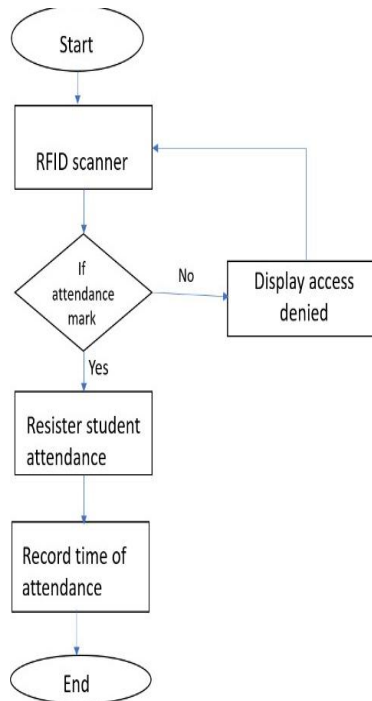 Start
RFID scanner
If
attendance
mark
No
Display access
denied
Yes
Resister student
attendance
Record time of
attendance
End